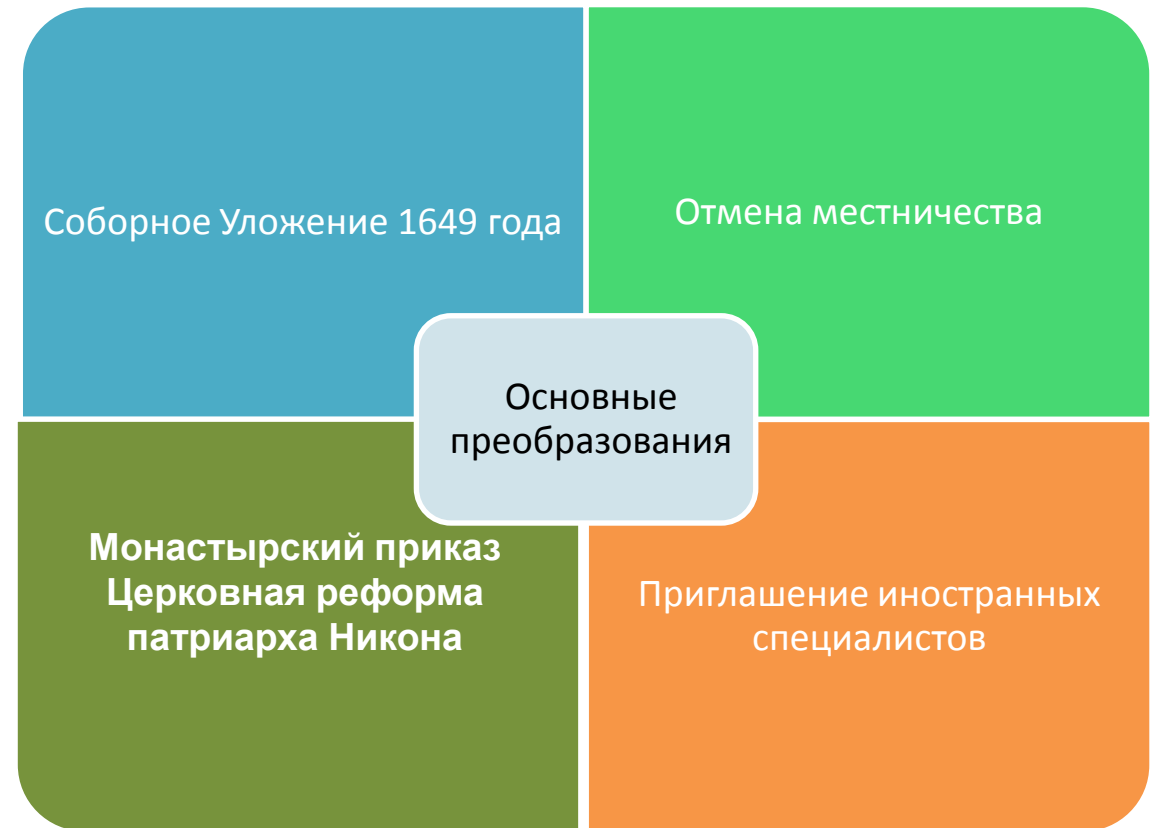 Соборное Уложение 1649 года
Отмена местничества
Основные
преобразования
Монастырский приказ
Церковная реформа
патриарха Никона
Приглашение иностранных
специалистов